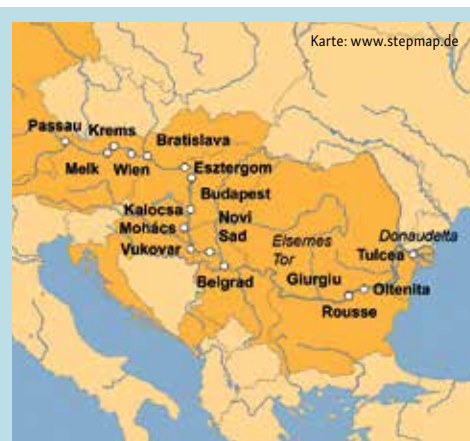 Karte: www.stepmap.de
Passau
Krems
Bratislava
Melk
Wien
Esztergom
Budapest
Kalocsa
Mohács
Novi
Sad
Vukovar
Belgrad
Eisernes
Tor
Donaudelta
Tulcea
Giurgiu
Oltenita
Rousse